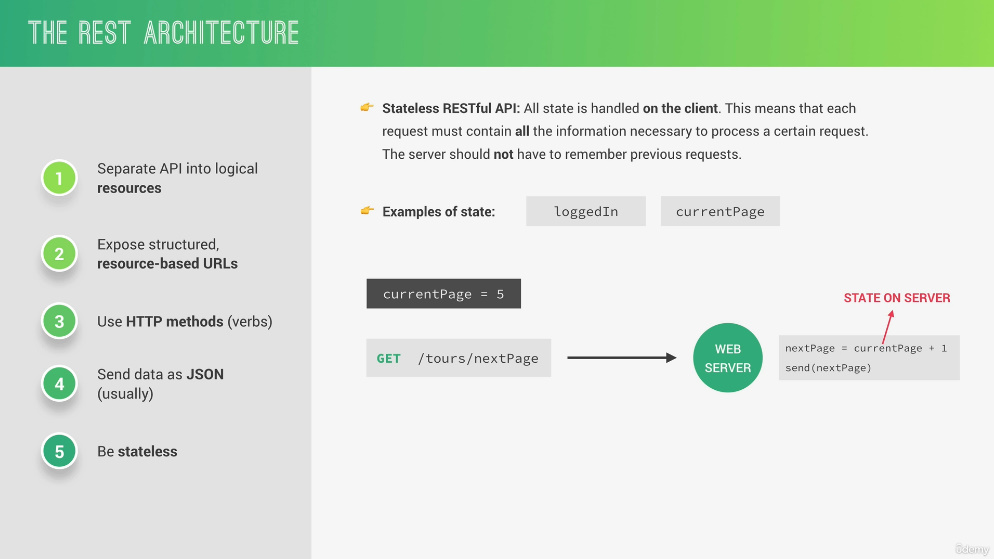 THE REST ARCHITECTURE
1 Separate API into logical
resources
2 Expose structured,
resource-based URLs
3 Use HTTP methods (verbs)
4 Send data as JSON
(usually)
5 Be stateless
Stateless RESTful API: All state is handled on the client. This means that each
request must contain all the information necessary to process a certain request.
The server should not have to remember previous requests.
Examples of state: loggedIn currentPage
currentPage = 5
GET /tours/nextPage
WEB
SERVER
STATE ON SERVER
nextPage = currentPage + 1
send(nextPage)
ûdemy